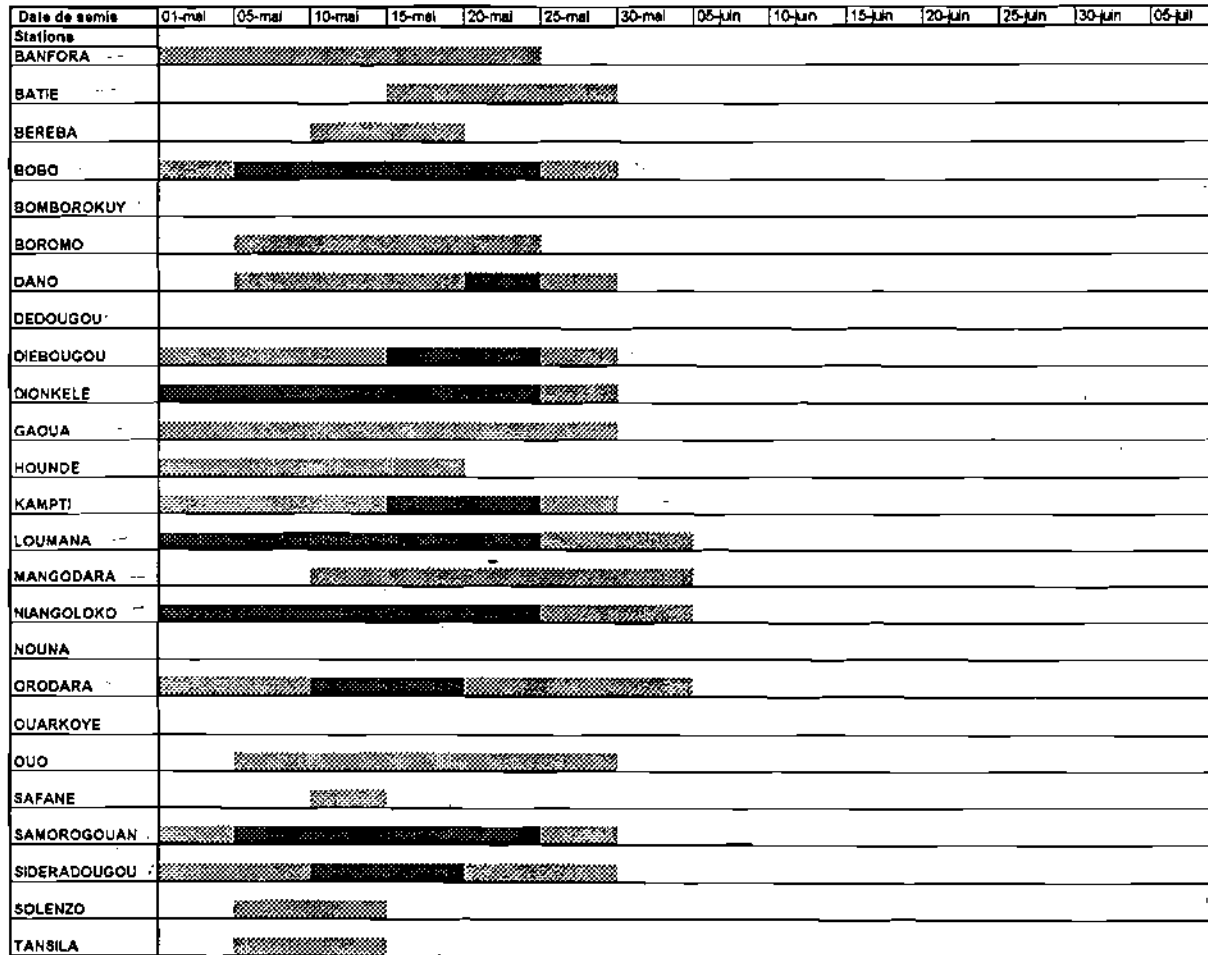 Date de semis 01-mai 05-mai 10-mai 15-mai 20-mai 25-mai 30-mai 05-juin 10-juin 15-juin 20-juin 25-juin 30-juin 05-juil
Stations
BANFORA
BATIE
BEREBA
BOBO
BOMBOROKUY
BOROMO
DANO
DEDOUGOU
DIEBOUGOU
DIONKELE
GAOUA
HOUNDE
KAMPTI
LOUMANA
MANGODARA
NIANGOLOKO
NOUNA
ORODARA
OUARKOYE
OUO
SAFANE
SAMOROGOUAN
SIDERADOUGOU
SOLENZO
TANSILA